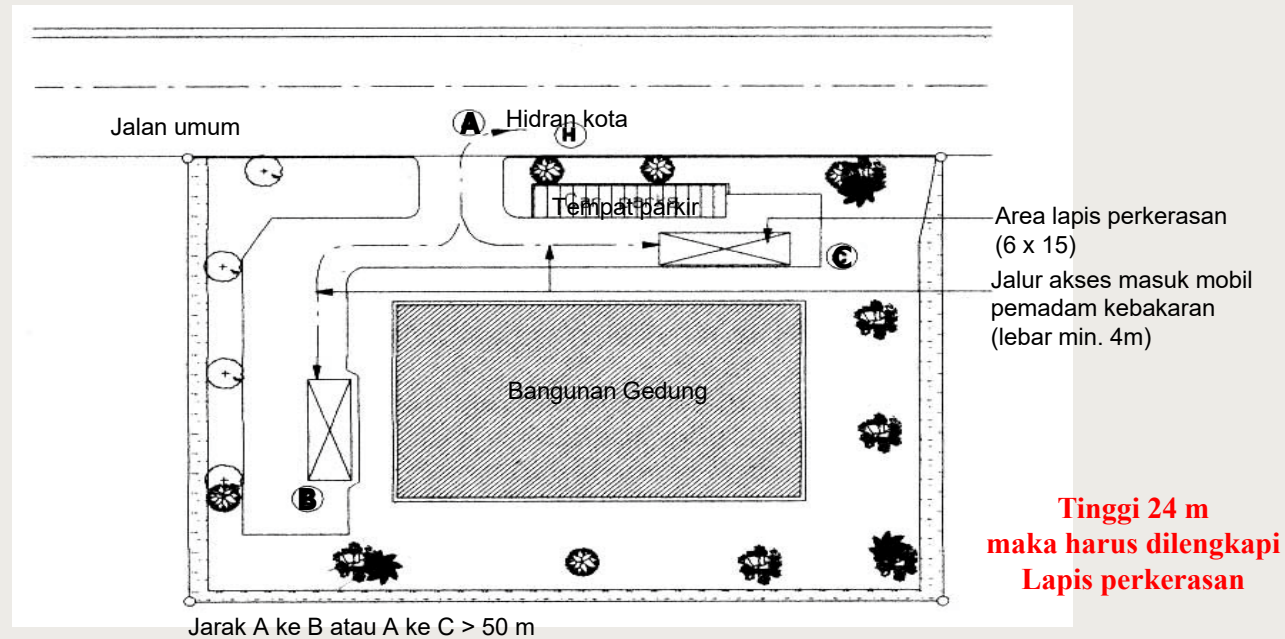 Jalan umum
A
Hidran kota
H
Tempat parkir
Area lapis perkerasan
(6 x 15)
C
Jalur akses masuk mobil
pemadam kebakaran
(lebar min. 4m)
Bangunan Gedung
B
Tinggi 24 m
maka harus dilengkapi
Lapis perkerasan
Jarak A ke B atau A ke C > 50 m